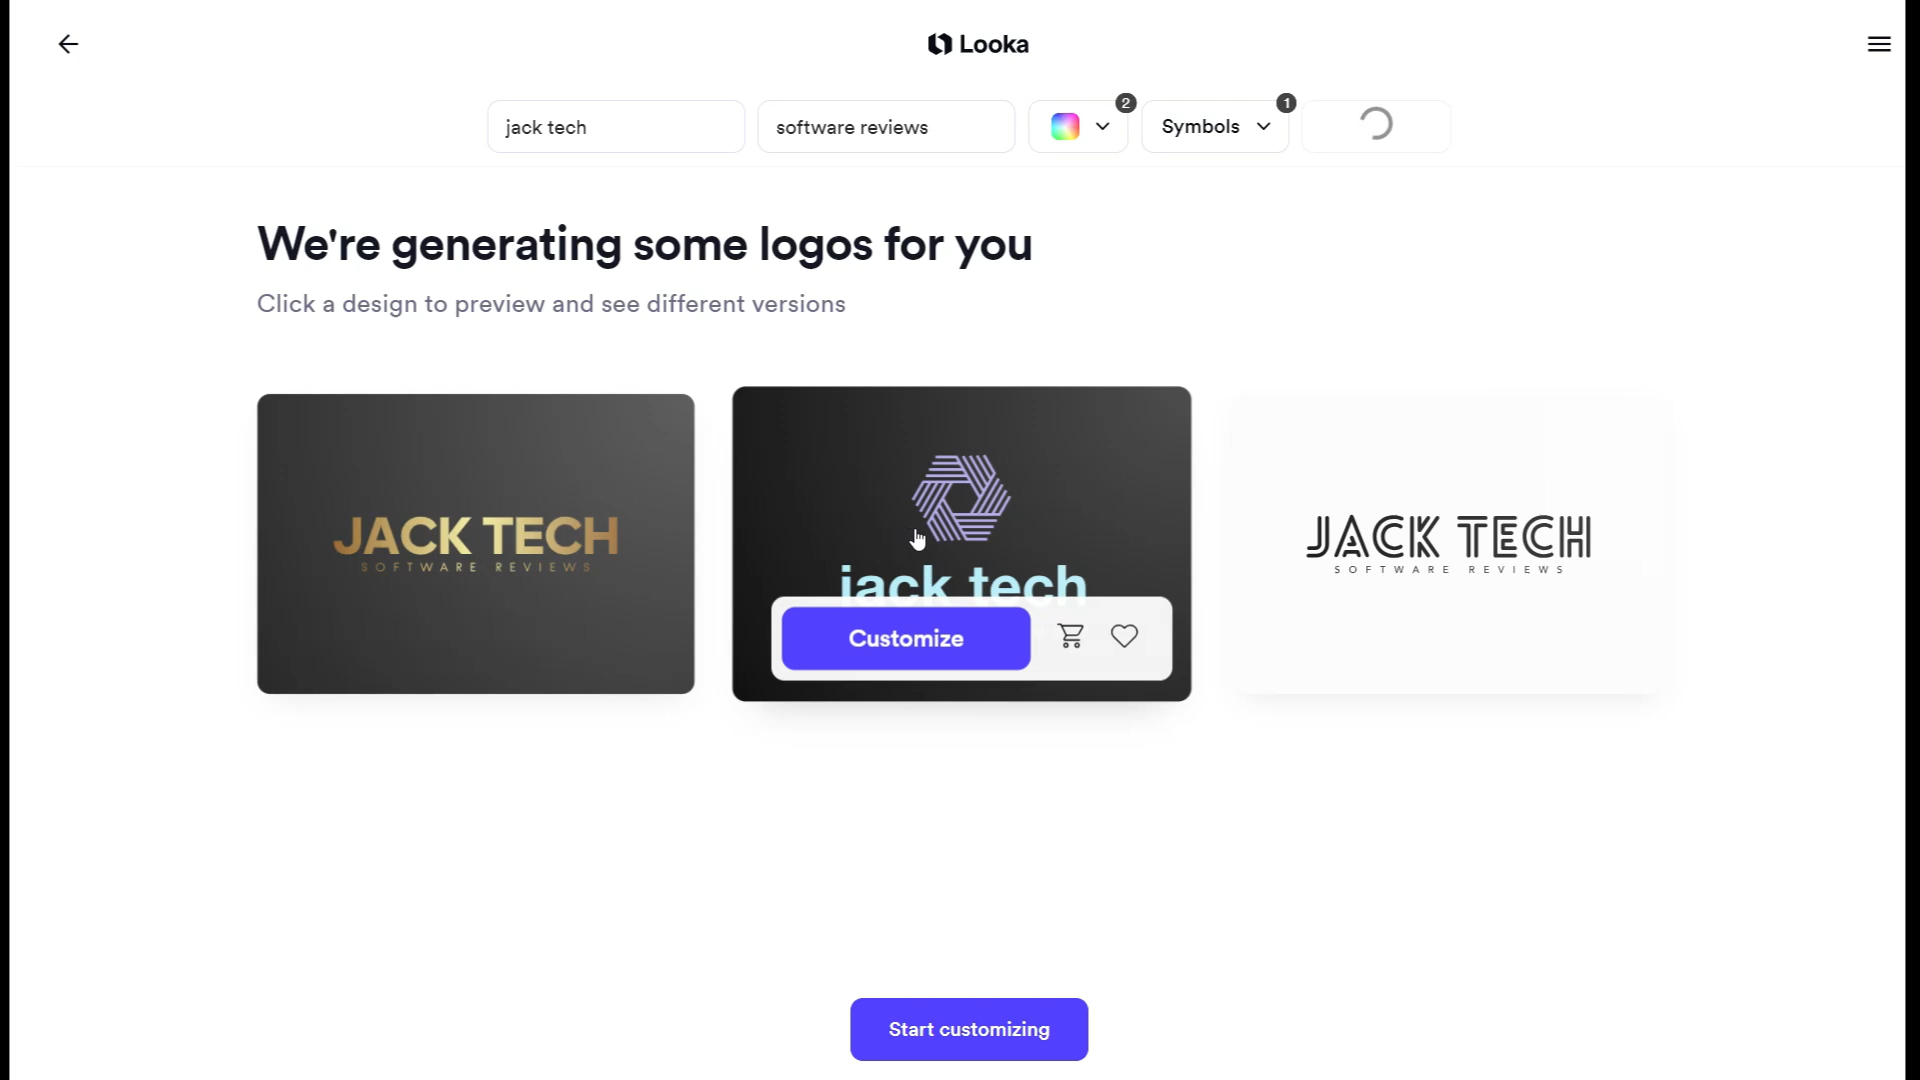 Looka
jack tech
software reviews
2
Symbols
1
We're generating some logos for you
Click a design to preview and see different versions
JACK TECH
SOFTWARE REVIEWS
jack tech
Customize
JACK TECH
SOFTWARE REVIEWS
Start customizing